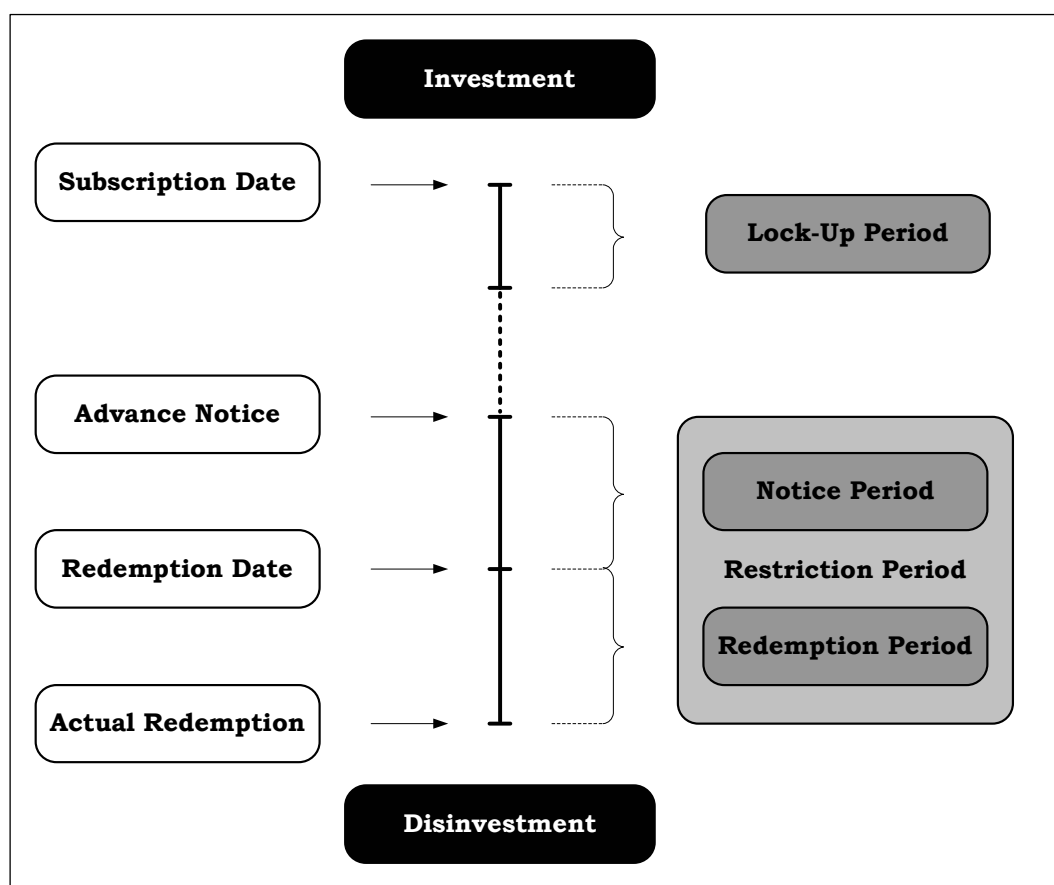 Investment
Subscription Date
Lock-Up Period
Advance Notice
Notice Period
Redemption Date
Restriction Period
Redemption Period
Actual Redemption
Disinvestment